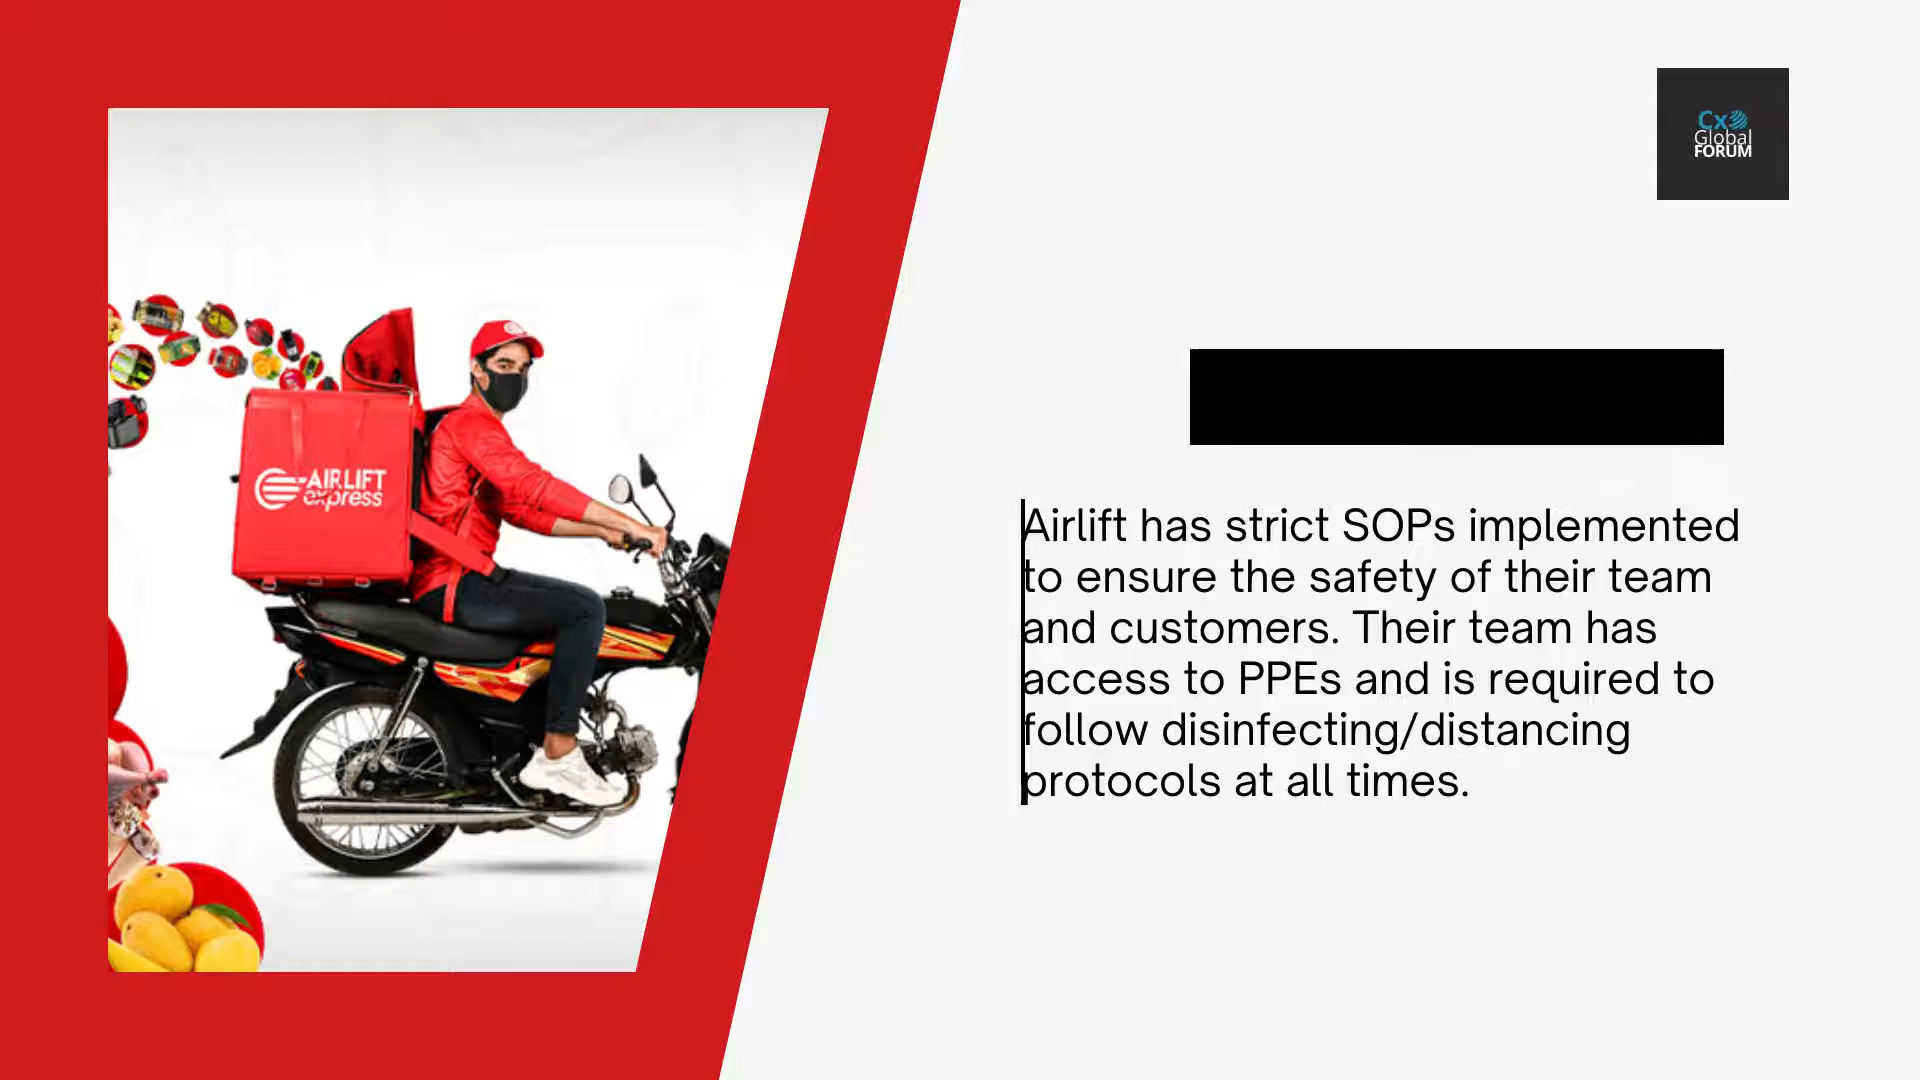 Cx
Global
FORUM
AIRLIFT
express
Airlift has strict SOPs implemented
to ensure the safety of their team
and customers. Their team has
access to PPEs and is required to
follow disinfecting/distancing
protocols at all times.